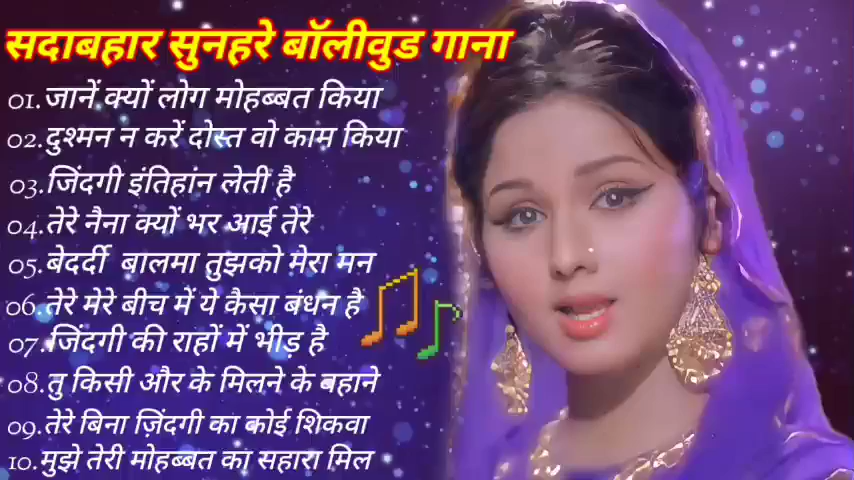 सदाबहार सुनहरे बॉलीवुड गाना
01.जानें क्यों लोग मोहब्बत किया
02.दुश्मन न करें दोस्त वो काम किया
03.जिंदगी इंतिहांन लेती है
04.तेरे नैना क्यों भर आई तेरे
05.बेदर्दी बालमा तुझको मेरा मन
06.तेरे मेरे बीच में ये कैसा बंधन हैं
07.जिंदगी की राहों में भीड़ है
08.तु किसी और के मिलने के बहाने
09.तेरे बिना ज़िंदगी का कोई शिकवा
10.मुझे तेरी मोहब्बत का सहारा मिल